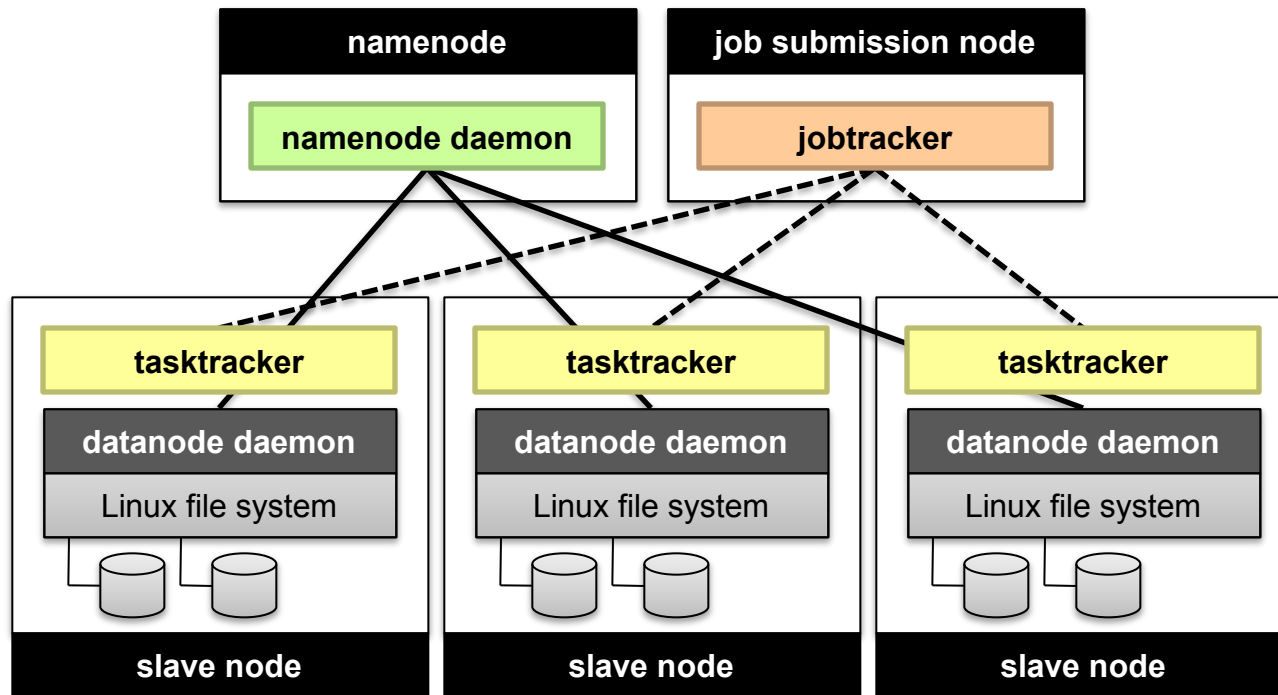 namenode
job submission node
namenode daemon
jobtracker
tasktracker
tasktracker
tasktracker
datanode daemon
datanode daemon
datanode daemon
Linux file system
Linux file system
Linux file system
slave node
slave node
slave node